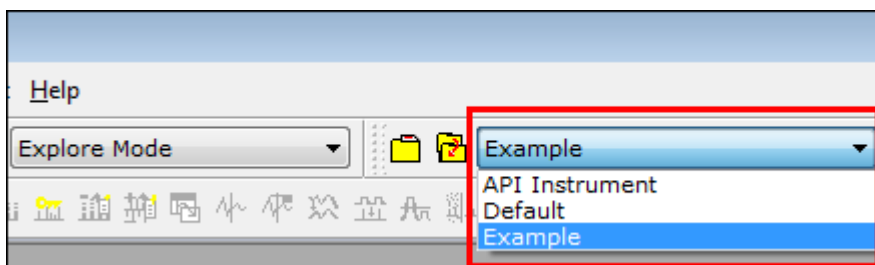 Help
Explore Mode
Example
API Instrument
Default
Example